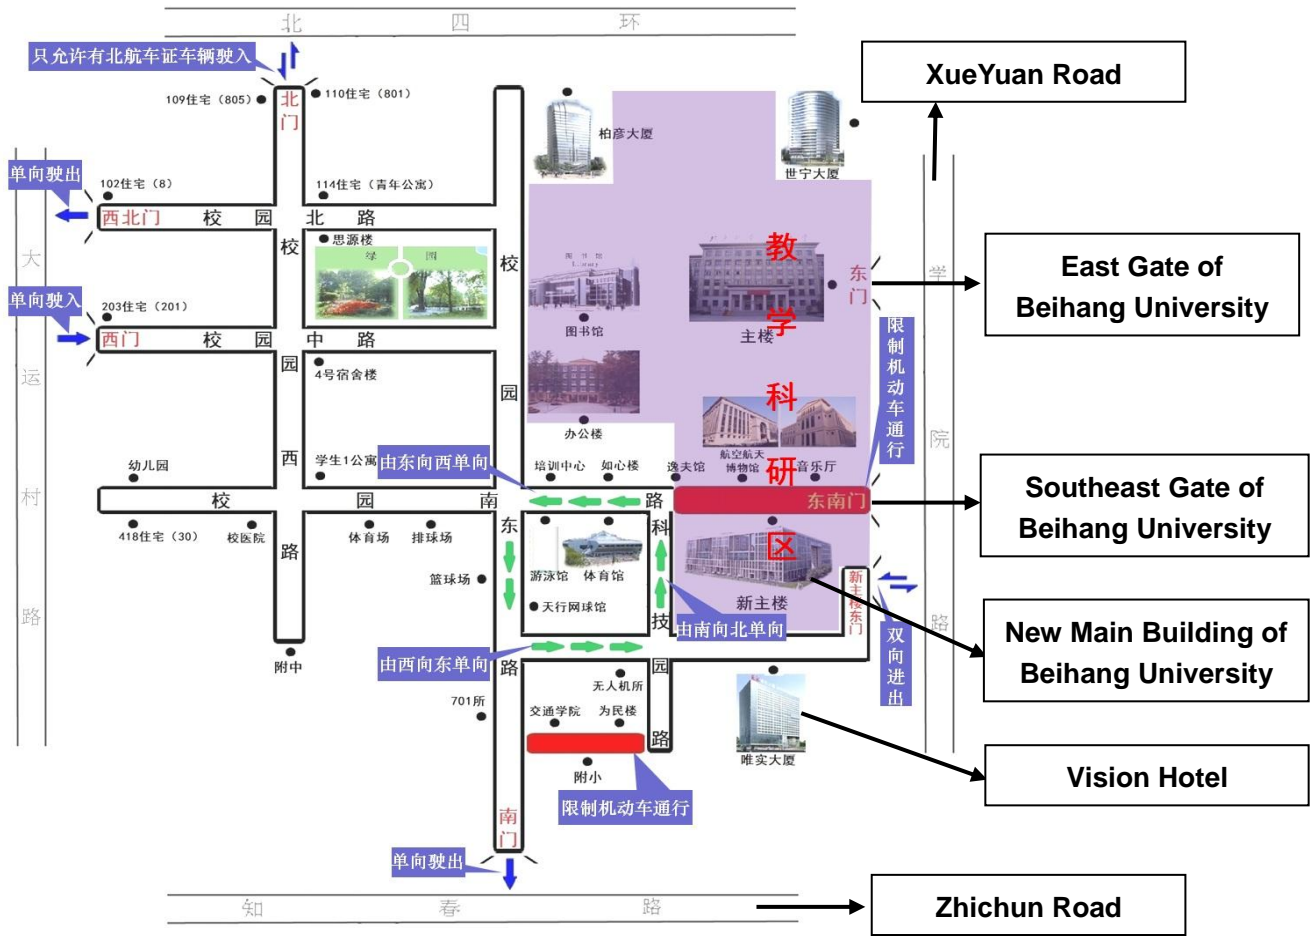 北 四 环
只允许有北航车证车辆驶入
XueYuan Road
109住宅（805）
北门
110住宅（801）
柏彦大厦
世宁大厦
单向驶出
102住宅（8）
114住宅（青年公寓）
西北门
校 园 北 路
思源楼
绿 园
图书馆
Library
教学科研区
东门
East Gate of
Beihang University
单向驶入
203住宅（201）
西门
校 园 中 路
图书馆
主楼
限制机动车通行
4号宿舍楼
办公楼
航空航天
博物馆
音乐厅
幼儿园
学生1公寓
由东向西单向
培训中心
如心楼
逸夫馆
校 园 南 路
东南门
Southeast Gate of
Beihang University
418住宅（30）
校医院
体育场
排球场
游泳馆
体育馆
篮球场
天行网球馆
新主楼
新主楼东门
New Main Building of
Beihang University
校园西路
校园东路
科技园路
由南向北单向
双向进出
由西向东单向
附中
无人机所
701所
交通学院
为民楼
唯实大厦
Vision Hotel
附小
限制机动车通行
南门
单向驶出
大运村路
学院路
知 春 路
Zhichun Road